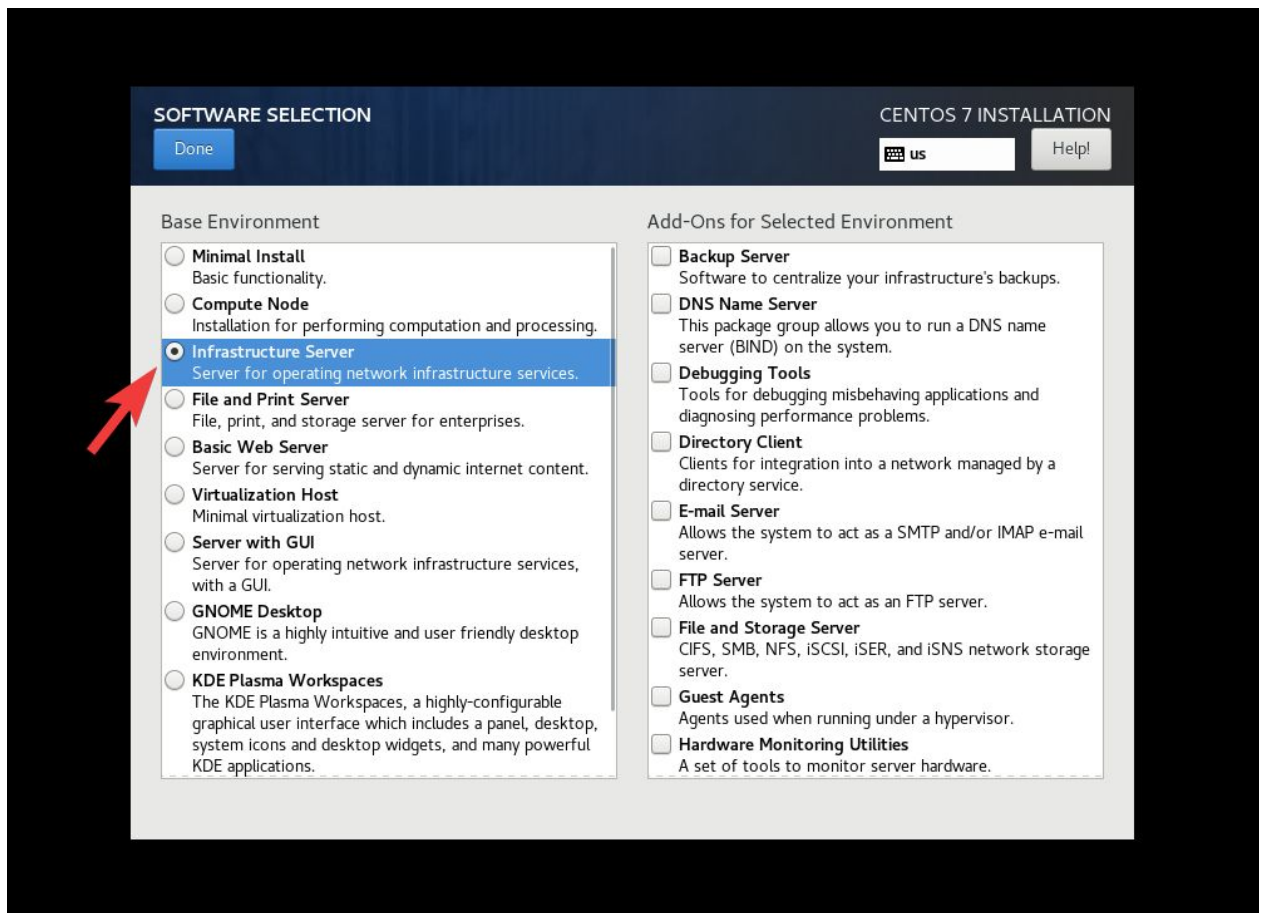 SOFTWARE SELECTION
CENTOS 7 INSTALLATION
Done
us
Help!
Base Environment
Minimal Install
Basic functionality.
Compute Node
Installation for performing computation and processing.
Infrastructure Server
Server for operating network infrastructure services.
File and Print Server
File, print, and storage server for enterprises.
Basic Web Server
Server for serving static and dynamic internet content.
Virtualization Host
Minimal virtualization host.
Server with GUI
Server for operating network infrastructure services,
with a GUI.
GNOME Desktop
GNOME is a highly intuitive and user friendly desktop
environment.
KDE Plasma Workspaces
The KDE Plasma Workspaces, a highly-configurable
graphical user interface which includes a panel, desktop,
system icons and desktop widgets, and many powerful
KDE applications.
Add-Ons for Selected Environment
Backup Server
Software to centralize your infrastructure's backups.
DNS Name Server
This package group allows you to run a DNS name
server (BIND) on the system.
Debugging Tools
Tools for debugging misbehaving applications and
diagnosing performance problems.
Directory Client
Clients for integration into a network managed by a
directory service.
E-mail Server
Allows the system to act as a SMTP and/or IMAP e-mail
server.
FTP Server
Allows the system to act as an FTP server.
File and Storage Server
CIFS, SMB, NFS, iSCSI, iSER, and iSNS network storage
server.
Guest Agents
Agents used when running under a hypervisor.
Hardware Monitoring Utilities
A set of tools to monitor server hardware.